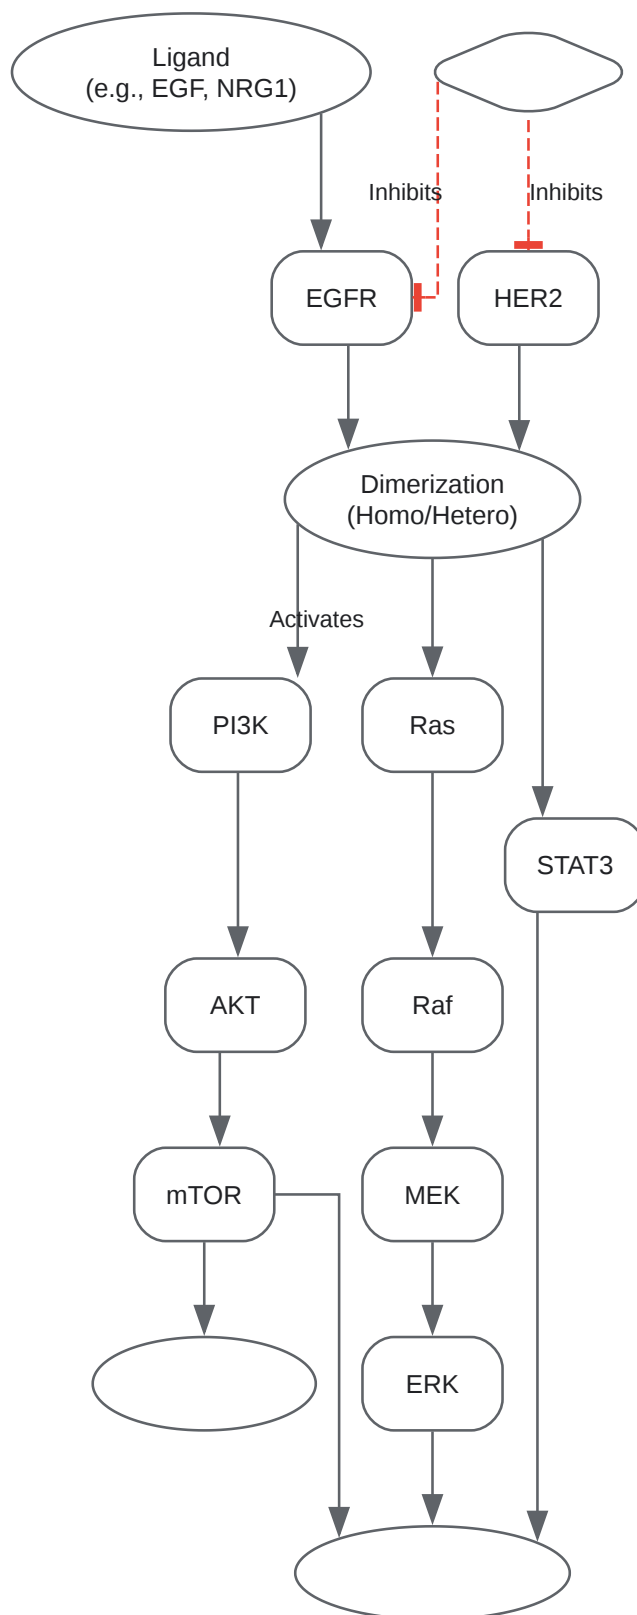 Ligand
(e.g., EGF, NRG1)
Inhibits
Inhibits
EGFR
HER2
Dimerization
(Homo/Hetero)
Activates
PI3K
Ras
STAT3
AKT
Raf
mTOR
MEK
ERK